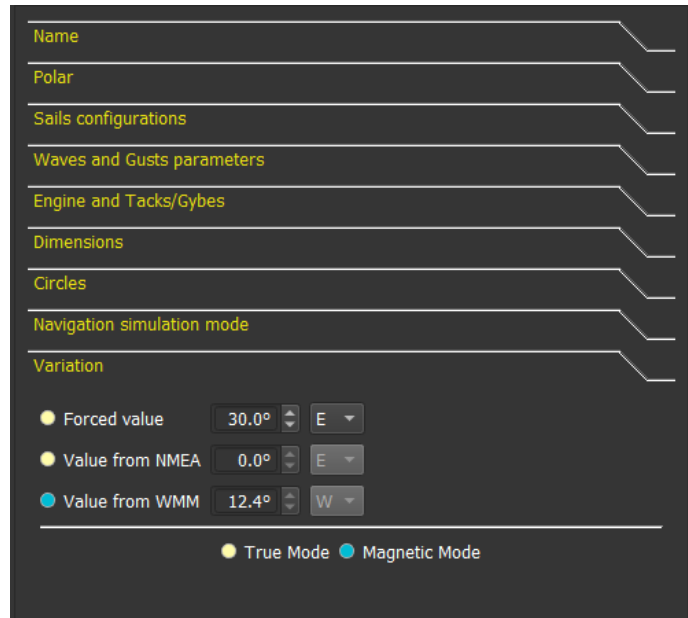 Name
Polar
Sails configurations
Waves and Gusts parameters
Engine and Tacks/Gybes
Dimensions
Circles
Navigation simulation mode
Variation
Forced value 30.0º E
Value from NMEA 0.0º E
Value from WMM 12.4º W
True Mode Magnetic Mode